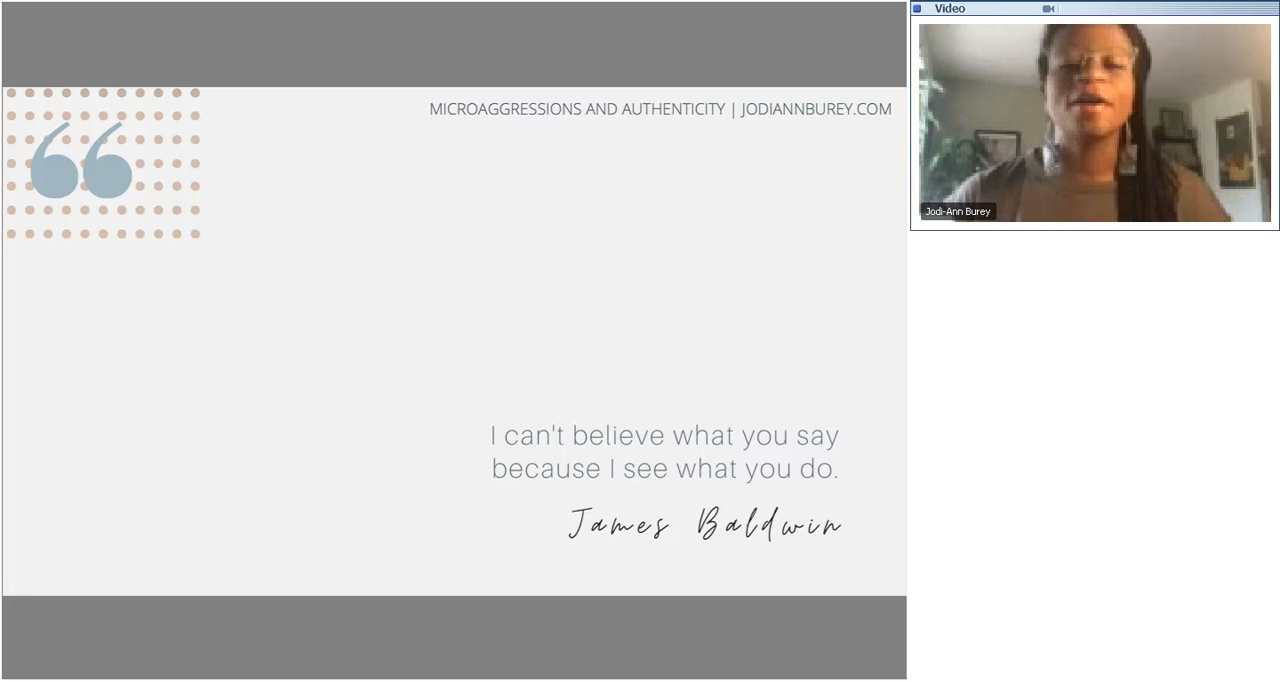 MICROAGGRESSIONS AND AUTHENTICITY | JODIANNBUREY.COM
I can't believe what you say
because I see what you do.
James Baldwin
Video
Jodi-Ann Burey